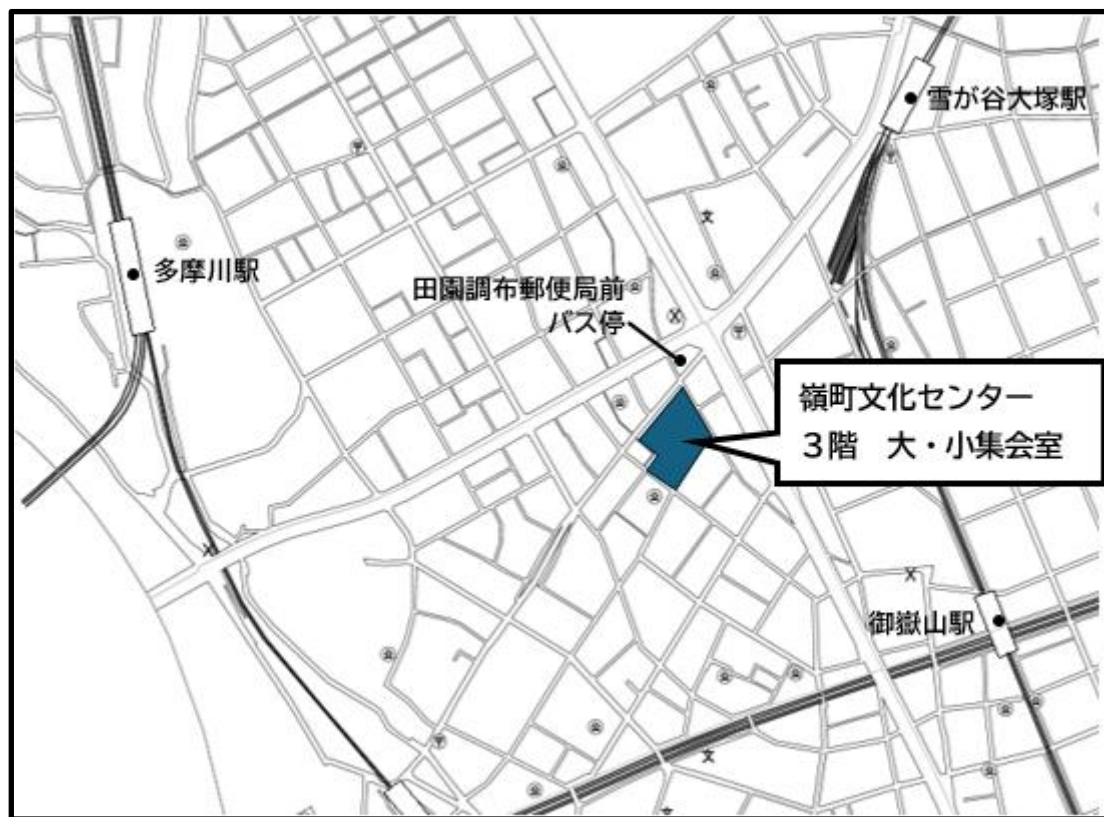 雪が谷大塚駅
多摩川駅
田園調布郵便局前
バス停
嶺町文化センター
３階　大・小集会室
御嶽山駅